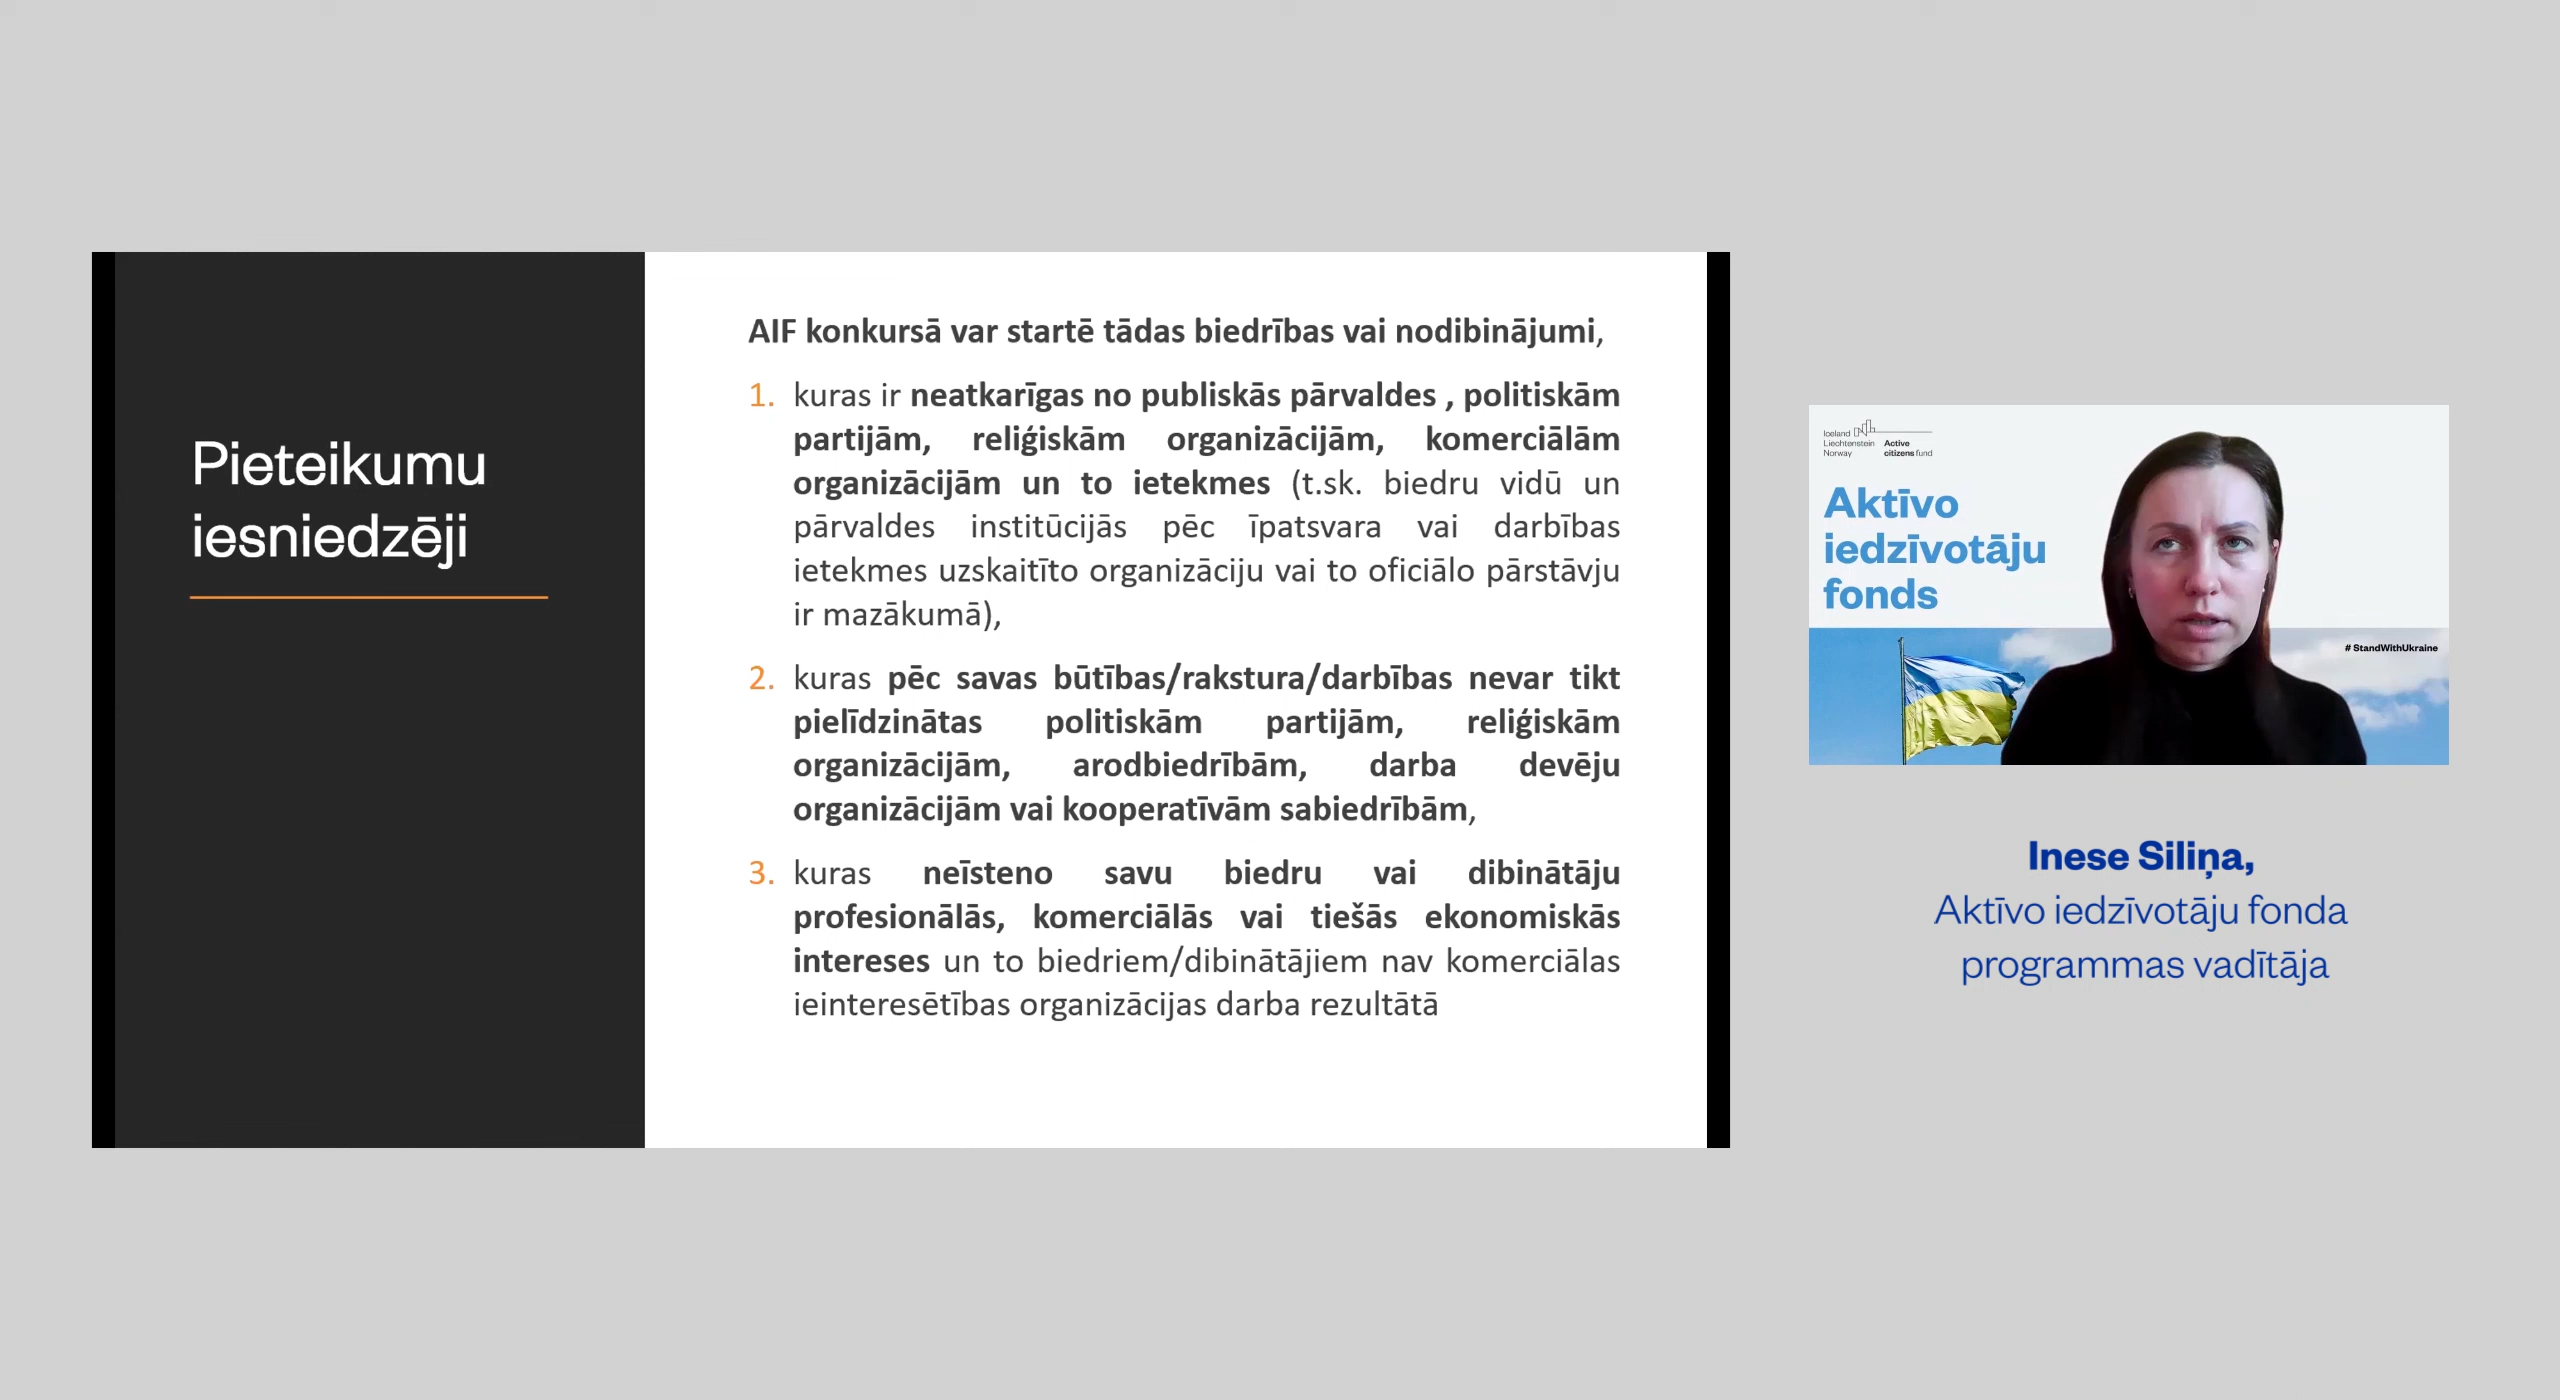 Pieteikumu
iesniedzēji
AIF konkursā var startē tādas biedrības vai nodibinājumi,
1. kuras ir neatkarīgas no publiskās pārvaldes , politiskām
partijām, reliģiskām organizācijām, komerciālām
organizācijām un to ietekmes (t.sk. biedru vidū un
pārvaldes institūcijās pēc īpatsvara vai darbības
ietekmes uzskaitīto organizāciju vai to oficiālo pārstāvju
ir mazākumā),
2. kuras pēc savas būtības/rakstura/darbības nevar tikt
pielīdzinātas politiskām partijām, reliģiskām
organizācijām, arodbiedrībām, darba devēju
organizācijām vai kooperatīvām sabiedrībām,
3. kuras neīsteno savu biedru vai dibinātāju
profesionālās, komerciālās vai tiešās ekonomiskās
intereses un to biedriem/dibinātājiem nav komerciālas
ieinteresētības organizācijas darba rezultātā
Iceland
Liechtenstein Active
Norway citizens fund
Aktīvo
iedzīvotāju
fonds
#StandWithUkraine
Inese Siliņa,
Aktīvo iedzīvotāju fonda
programmas vadītāja